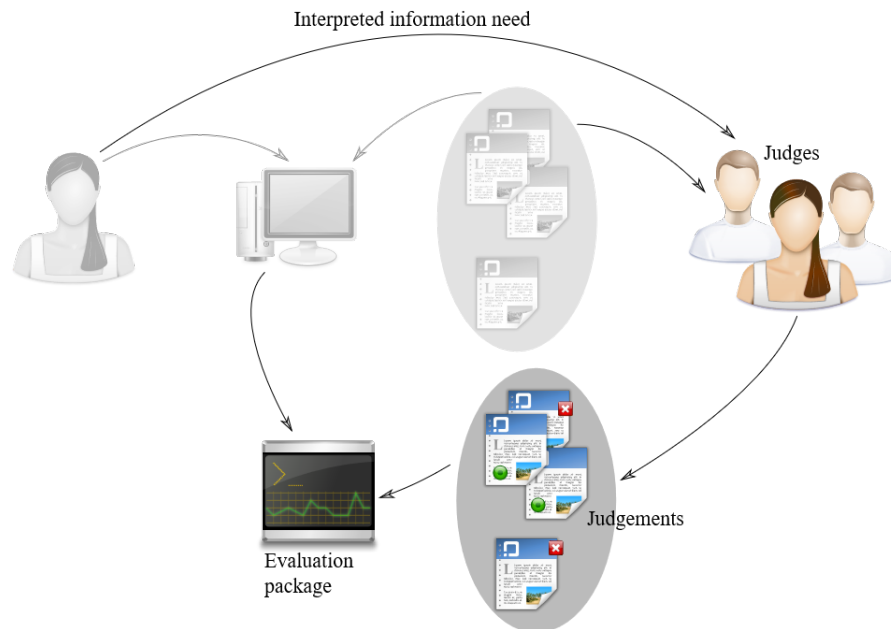 Interpreted information need
Judges
Judgements
Evaluation
package